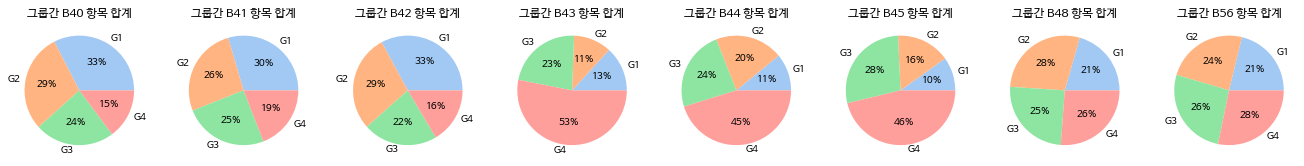 그룹간 B40 항목 합계
G1
33%
G2
29%
24%
G3
15%
G4
그룹간 B41 항목 합계
G1
30%
G2
26%
25%
G3
19%
G4
그룹간 B42 항목 합계
G1
33%
G2
29%
22%
G3
16%
G4
그룹간 B43 항목 합계
G1
13%
G2
11%
G3
23%
53%
G4
그룹간 B44 항목 합계
G1
11%
G2
20%
G3
24%
45%
G4
그룹간 B45 항목 합계
G1
10%
G2
16%
G3
28%
46%
G4
그룹간 B48 항목 합계
G1
21%
G2
28%
25%
G3
26%
G4
그룹간 B56 항목 합계
G1
21%
G2
24%
26%
G3
28%
G4